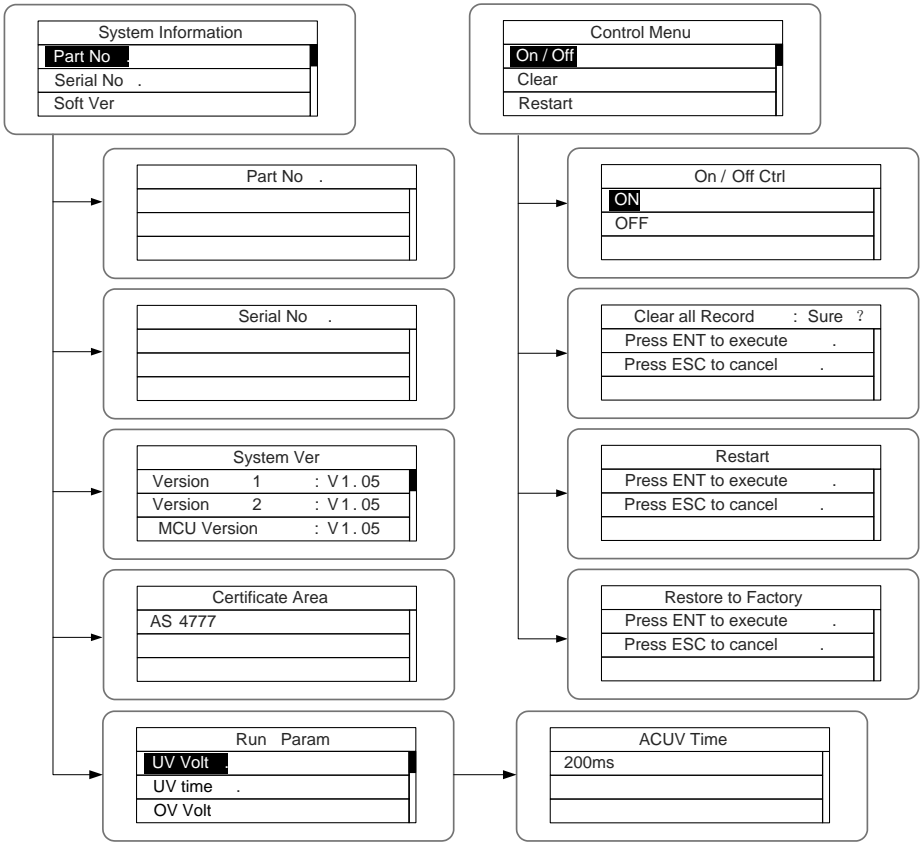 System Information
Part No .
Serial No .
Soft Ver
Part No .
Serial No .
System Ver
Version 1 : V1.05
Version 2 : V1.05
MCU Version : V1.05
Certificate Area
AS 4777
Run Param
UV Volt .
UV time .
OV Volt
ACUV Time
200ms
Control Menu
On / Off
Clear
Restart
On / Off Ctrl
ON
OFF
Clear all Record : Sure ?
Press ENT to execute .
Press ESC to cancel .
Restart
Press ENT to execute .
Press ESC to cancel .
Restore to Factory
Press ENT to execute .
Press ESC to cancel .